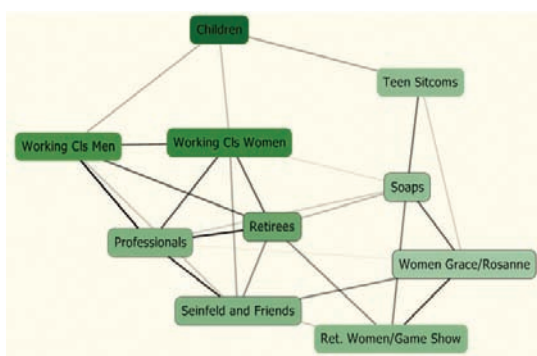 Children
Teen Sitcoms
Working Cls Men
Working Cls Women
Soaps
Retirees
Professionals
Women Grace/Rosanne
Seinfeld and Friends
Ret. Women/Game Show